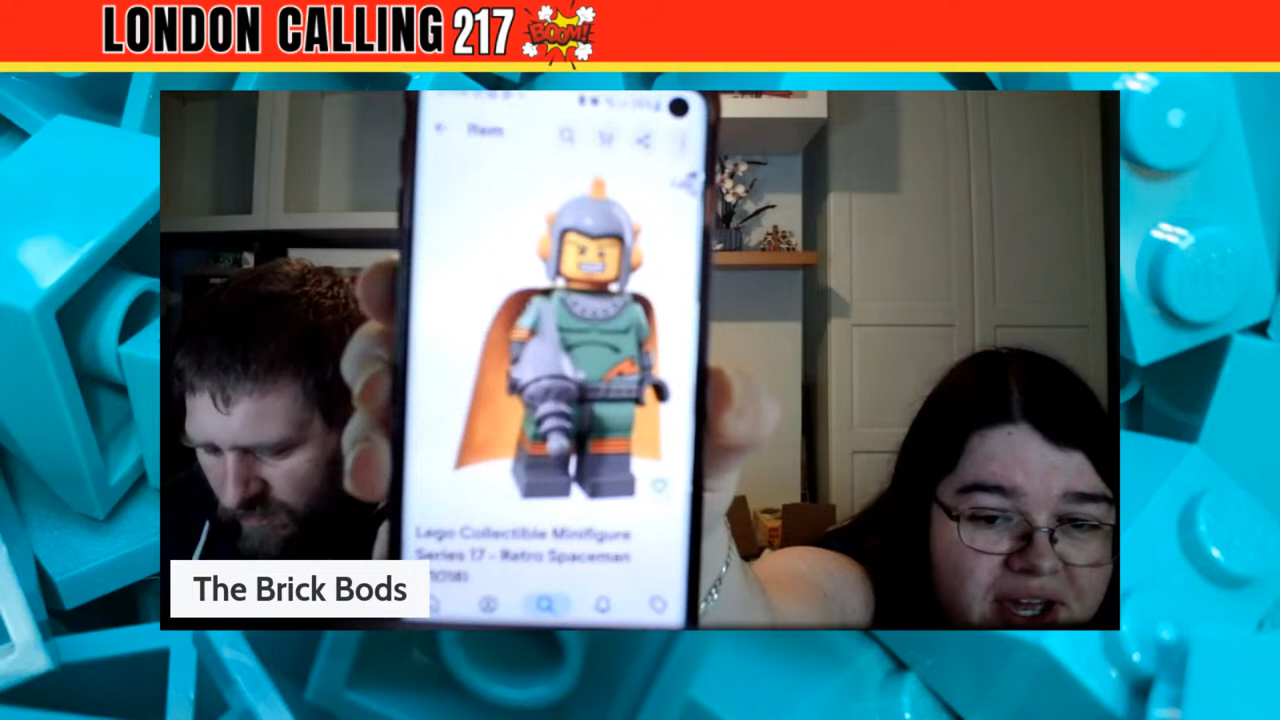 LONDON CALLING 217
BOOM!!
Item
Lego Collectible Minifigure
Series 17 - Retro Spaceman
The Brick Bods